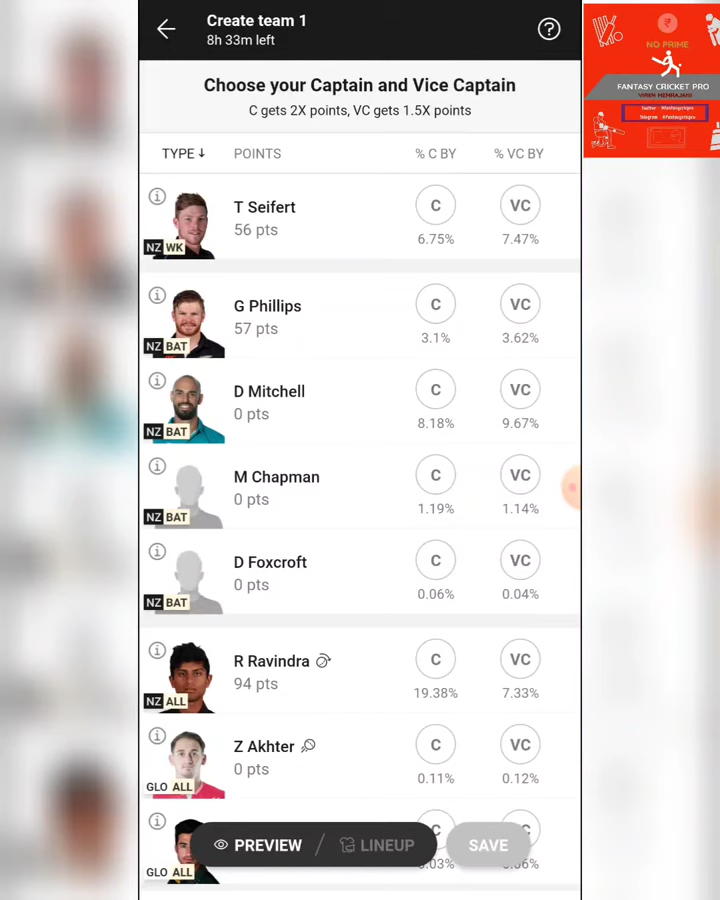 Create team 1
8h 33m left
NO PRIME
FANTASY CRICKET PRO
VIREN HEMRAJANI
Choose your Captain and Vice Captain
C gets 2X points, VC gets 1.5X points
TYPE POINTS % C BY % VC BY
T Seifert
56 pts
C VC
6.75% 7.47%
NZ WK
G Phillips
57 pts
C VC
3.1% 3.62%
NZ BAT
D Mitchell
0 pts
C VC
8.18% 9.67%
NZ BAT
M Chapman
0 pts
C VC
1.19% 1.14%
NZ BAT
D Foxcroft
0 pts
C VC
0.06% 0.04%
NZ BAT
R Ravindra
94 pts
C VC
19.38% 7.33%
NZ ALL
Z Akhter
0 pts
C VC
0.11% 0.12%
GLO ALL
PREVIEW / LINEUP SAVE
GLO ALL